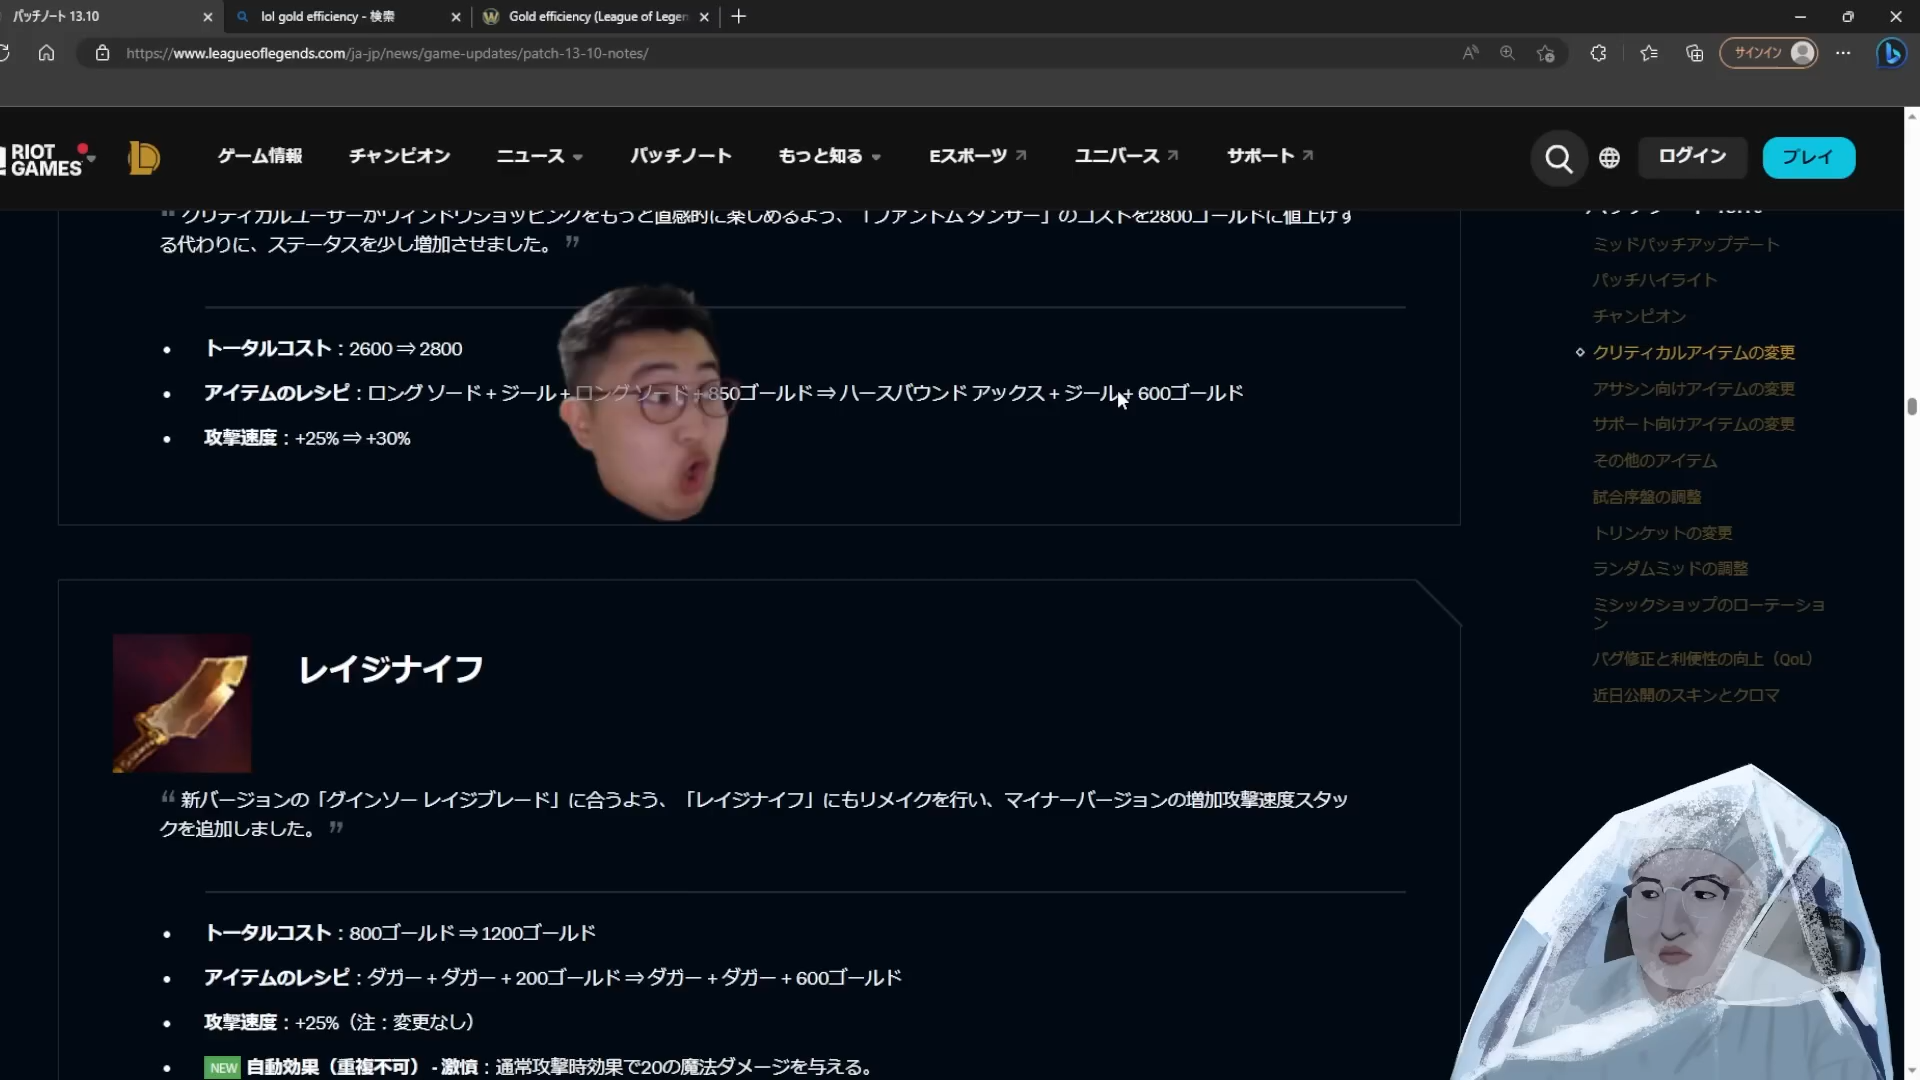 パッチノート 13.10
lol gold efficiency - 検索
Gold efficiency (League of Legen
https://www.leagueoflegends.com/ja-jp/news/game-updates/patch-13-10-notes/
サインイン
RIOT GAMES
ゲーム情報
チャンピオン
ニュース
パッチノート
もっと知る
Eスポーツ
ユニバース
サポート
ログイン
プレイ
“クリティカルユーザーがウィンドウショッピングをもっと直感的に楽しめるよう、「ファントム ダンサー」のコストを2800ゴールドに値上げす
る代わりに、ステータスを少し増加させました。”
トータルコスト：2600 ⇒ 2800
アイテムのレシピ：ロング ソード + ジール + ロング ソード + 850ゴールド ⇒ ハースバウンド アックス + ジール + 600ゴールド
攻撃速度：+25% ⇒ +30%
レイジナイフ
“新バージョンの「グインソー レイジブレード」に合うよう、「レイジナイフ」にもリメイクを行い、マイナーバージョンの増加攻撃速度スタッ
クを追加しました。”
トータルコスト：800ゴールド ⇒ 1200ゴールド
アイテムのレシピ：ダガー + ダガー + 200ゴールド ⇒ ダガー + ダガー + 600ゴールド
攻撃速度：+25%（注：変更なし）
NEW 自動効果（重複不可） - 激憤：通常攻撃時効果で20の魔法ダメージを与える。
ミッドパッチアップデート
パッチハイライト
チャンピオン
クリティカルアイテムの変更
アサシン向けアイテムの変更
サポート向けアイテムの変更
その他のアイテム
試合序盤の調整
トリンケットの変更
ランダムミッドの調整
ミシックショップのローテーショ
ン
バグ修正と利便性の向上（QoL）
近日公開のスキンとクロマ